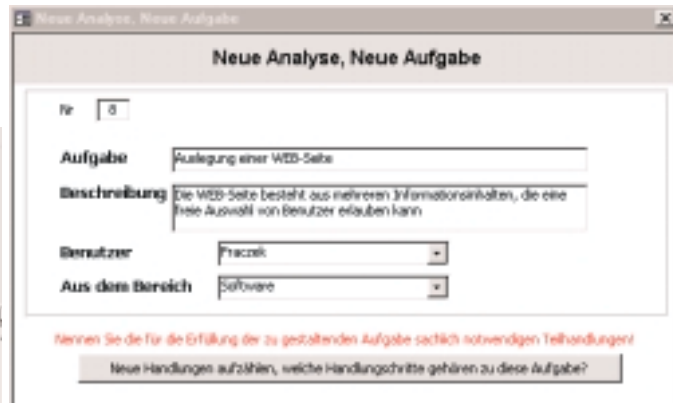 Neue Analyse, Neue Aufgabe
Neue Analyse, Neue Aufgabe
Nr 8
Aufgabe Auslegung einer WEB-Seite
Beschreibung Die WEB-Seite besteht aus mehreren Informationsinhalten, die eine
freie Auswahl von Benutzer erlauben kann
Benutzer Fraczek
Aus dem Bereich Software
Nennen Sie die für die Erfüllung der zu gestaltenden Aufgabe sachlich notwendigen Teilhandlungen!
Neue Handlungen aufzählen, welche Handlungschritte gehören zu diese Aufgabe?